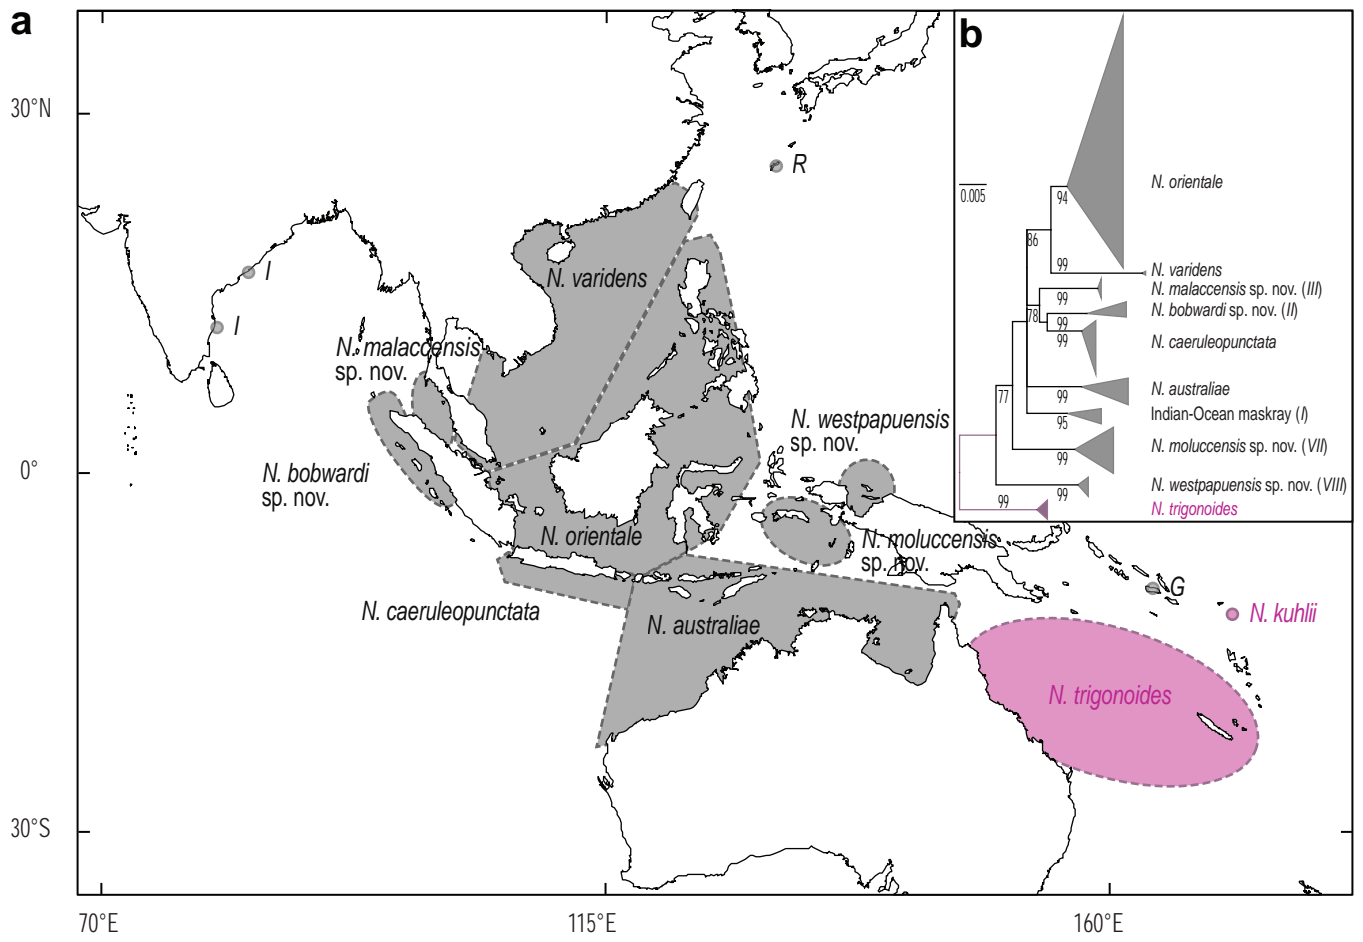 a
b
30°N
0°
30°S
70°E
115°E
160°E
R
I
I
N. varidens
N. malaccensis
sp. nov.
N. bobwardi
sp. nov.
N. westpapuensis
sp. nov.
N. orientale
N. moluccensis
sp. nov.
N. caeruleopunctata
N. australiae
G
N. kuhlii
N. trigonoides
0.005
94
N. orientale
86
99
N. varidens
99
N. malaccensis sp. nov. (III)
78
N. bobwardi sp. nov. (II)
99
99
N. caeruleopunctata
77
99
N. australiae
95
Indian-Ocean maskray (I)
99
N. moluccensis sp. nov. (VII)
99
N. westpapuensis sp. nov. (VIII)
99
N. trigonoides